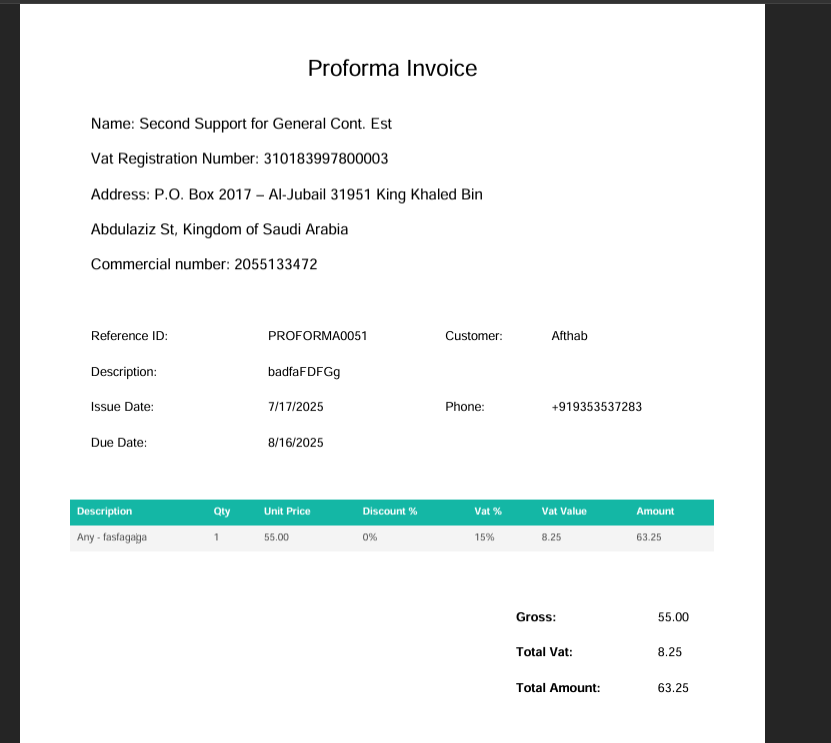 Proforma Invoice
Name: Second Support for General Cont. Est
Vat Registration Number: 310183997800003
Address: P.O. Box 2017 – Al-Jubail 31951 King Khaled Bin
Abdulaziz St, Kingdom of Saudi Arabia
Commercial number: 2055133472
Reference ID: PROFORMA0051 Customer: Afthab
Description: badfaFDFGg
Issue Date: 7/17/2025 Phone: +919353537283
Due Date: 8/16/2025
Description Qty Unit Price Discount % Vat % Vat Value Amount
Any - fasfagaga 1 55.00 0% 15% 8.25 63.25
Gross: 55.00
Total Vat: 8.25
Total Amount: 63.25